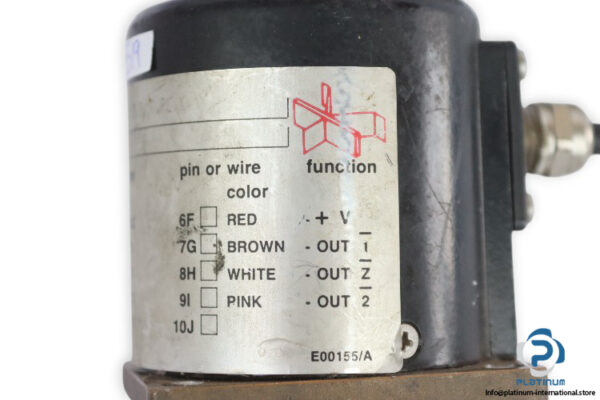 69
pin or wire function
color
6F RED - + V
7G BROWN - OUT 1̅
8H WHITE - OUT Z̅
9I PINK - OUT 2̅
10J
E00155/A
PLATINUM
Info@platinum-international.store